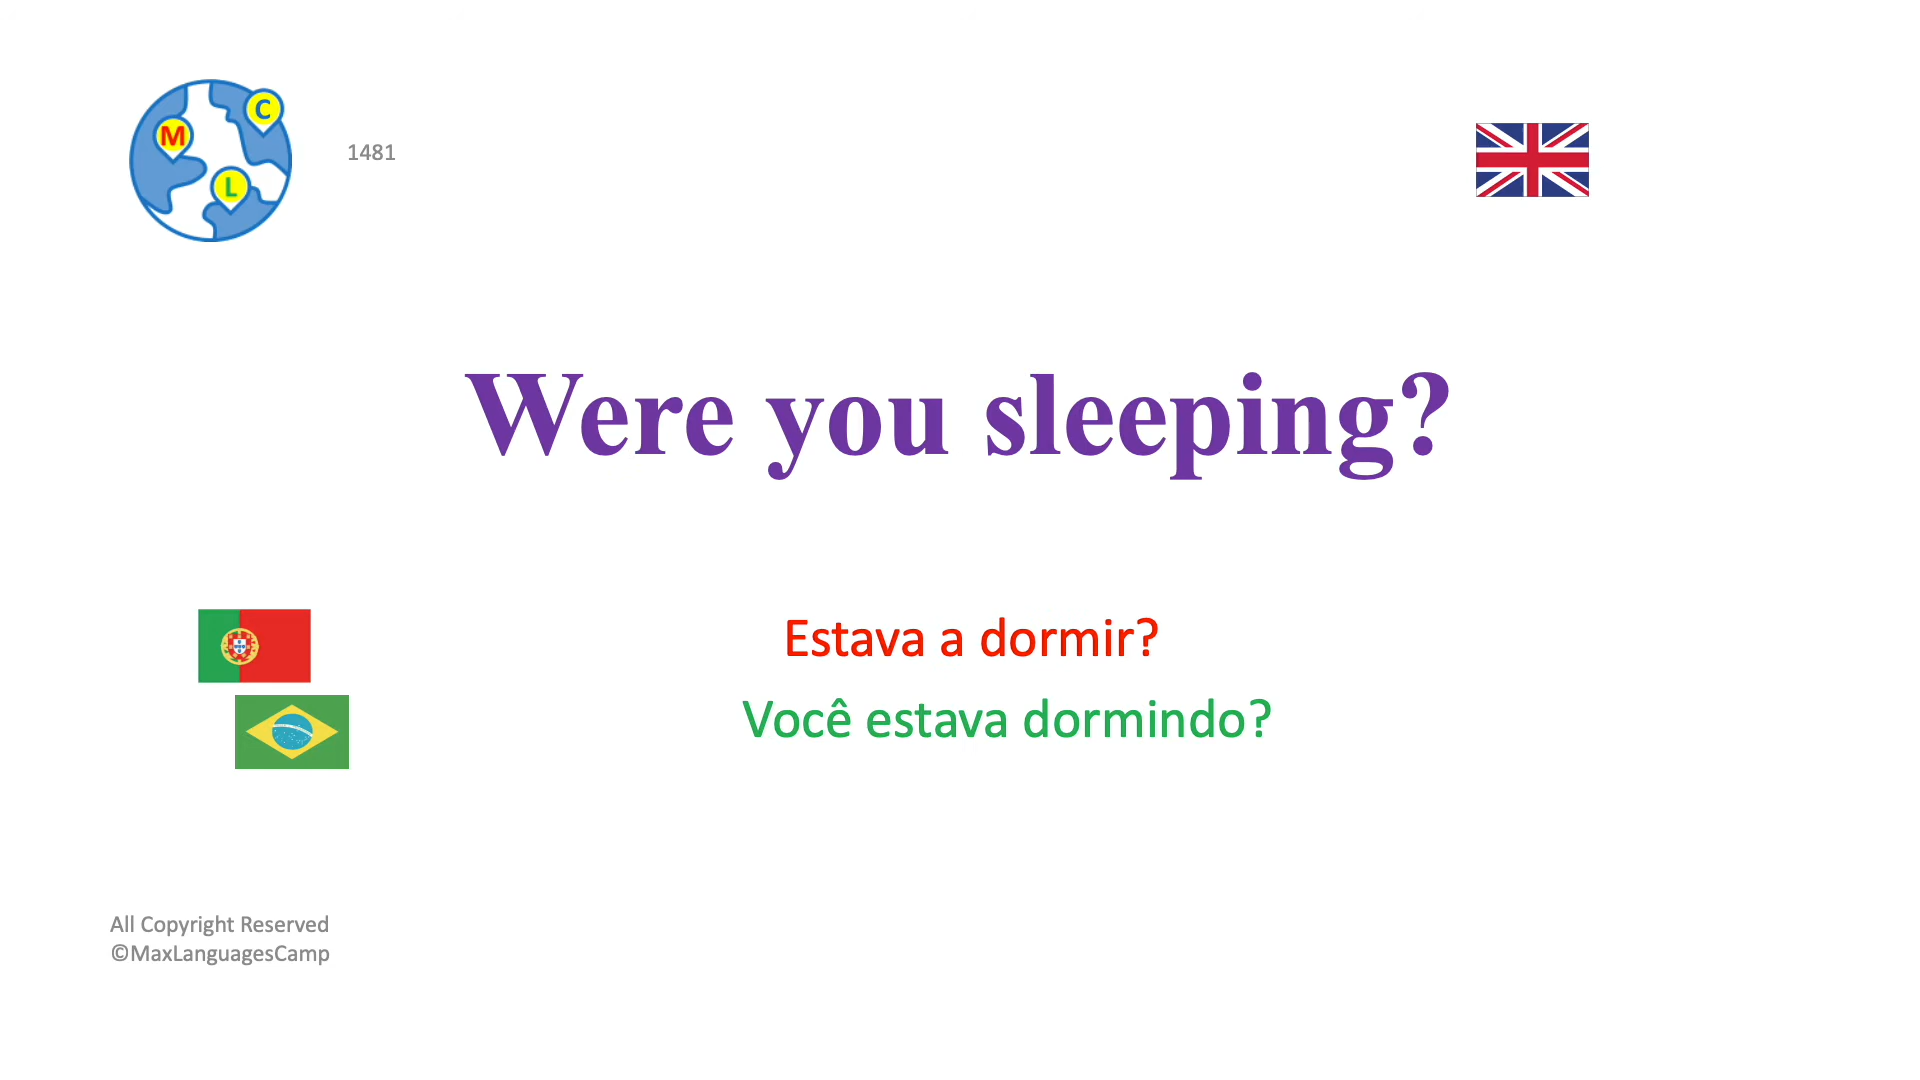 C
M
L
1481
Were you sleeping?
Estava a dormir?
Você estava dormindo?
All Copyright Reserved
©MaxLanguagesCamp